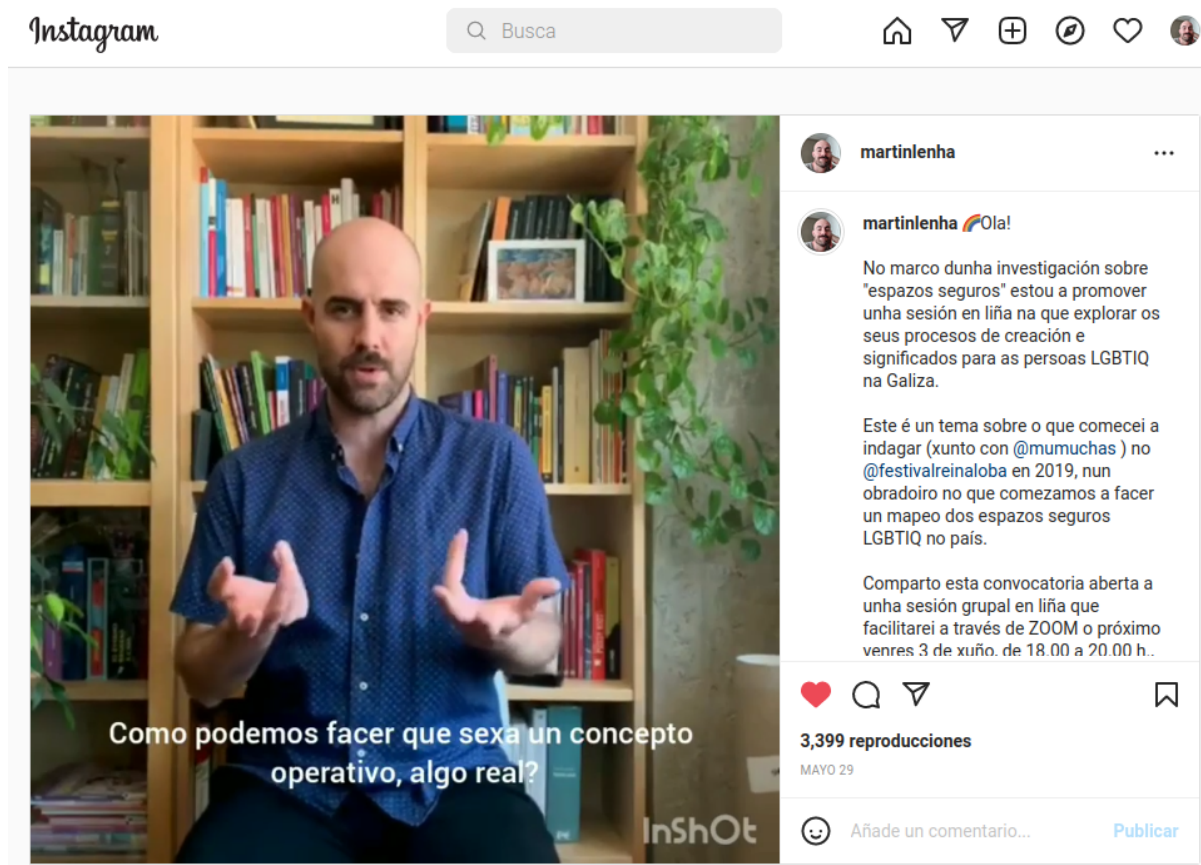 Instagram
Busca
martinlenha
martinlenha 🌈Ola!
No marco dunha investigación sobre
"espazos seguros" estou a promover
unha sesión en liña na que explorar os
seus procesos de creación e
significados para as persoas LGBTIQ
na Galiza.
Este é un tema sobre o que comecei a
indagar (xunto con @mumuchas ) no
@festivalreinaloba en 2019, nun
obradoiro no que comezamos a facer
un mapeo dos espazos seguros
LGBTIQ no país.
Comparto esta convocatoria aberta a
unha sesión grupal en liña que
facilitarei a través de ZOOM o próximo
venres 3 de xuño, de 18.00 a 20.00 h..
Como podemos facer que sexa un concepto
operativo, algo real?
InShOt
3,399 reproducciones
MAYO 29
Añade un comentario...
Publicar